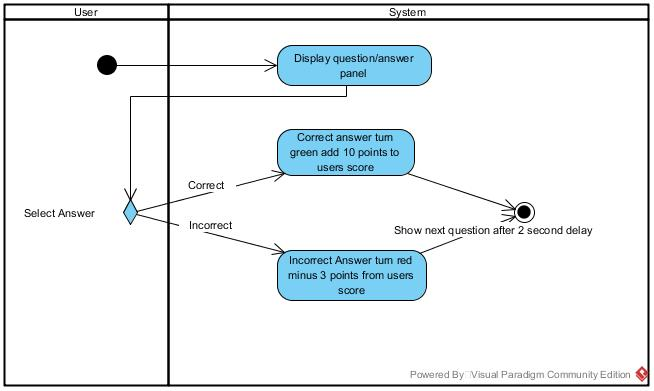 User
System
Display question/answer
panel
Correct answer turn
green add 10 points to
users score
Correct
Select Answer
Incorrect
Show next question after 2 second delay
Incorrect Answer turn red
minus 3 points from users
score
Powered By Visual Paradigm Community Edition